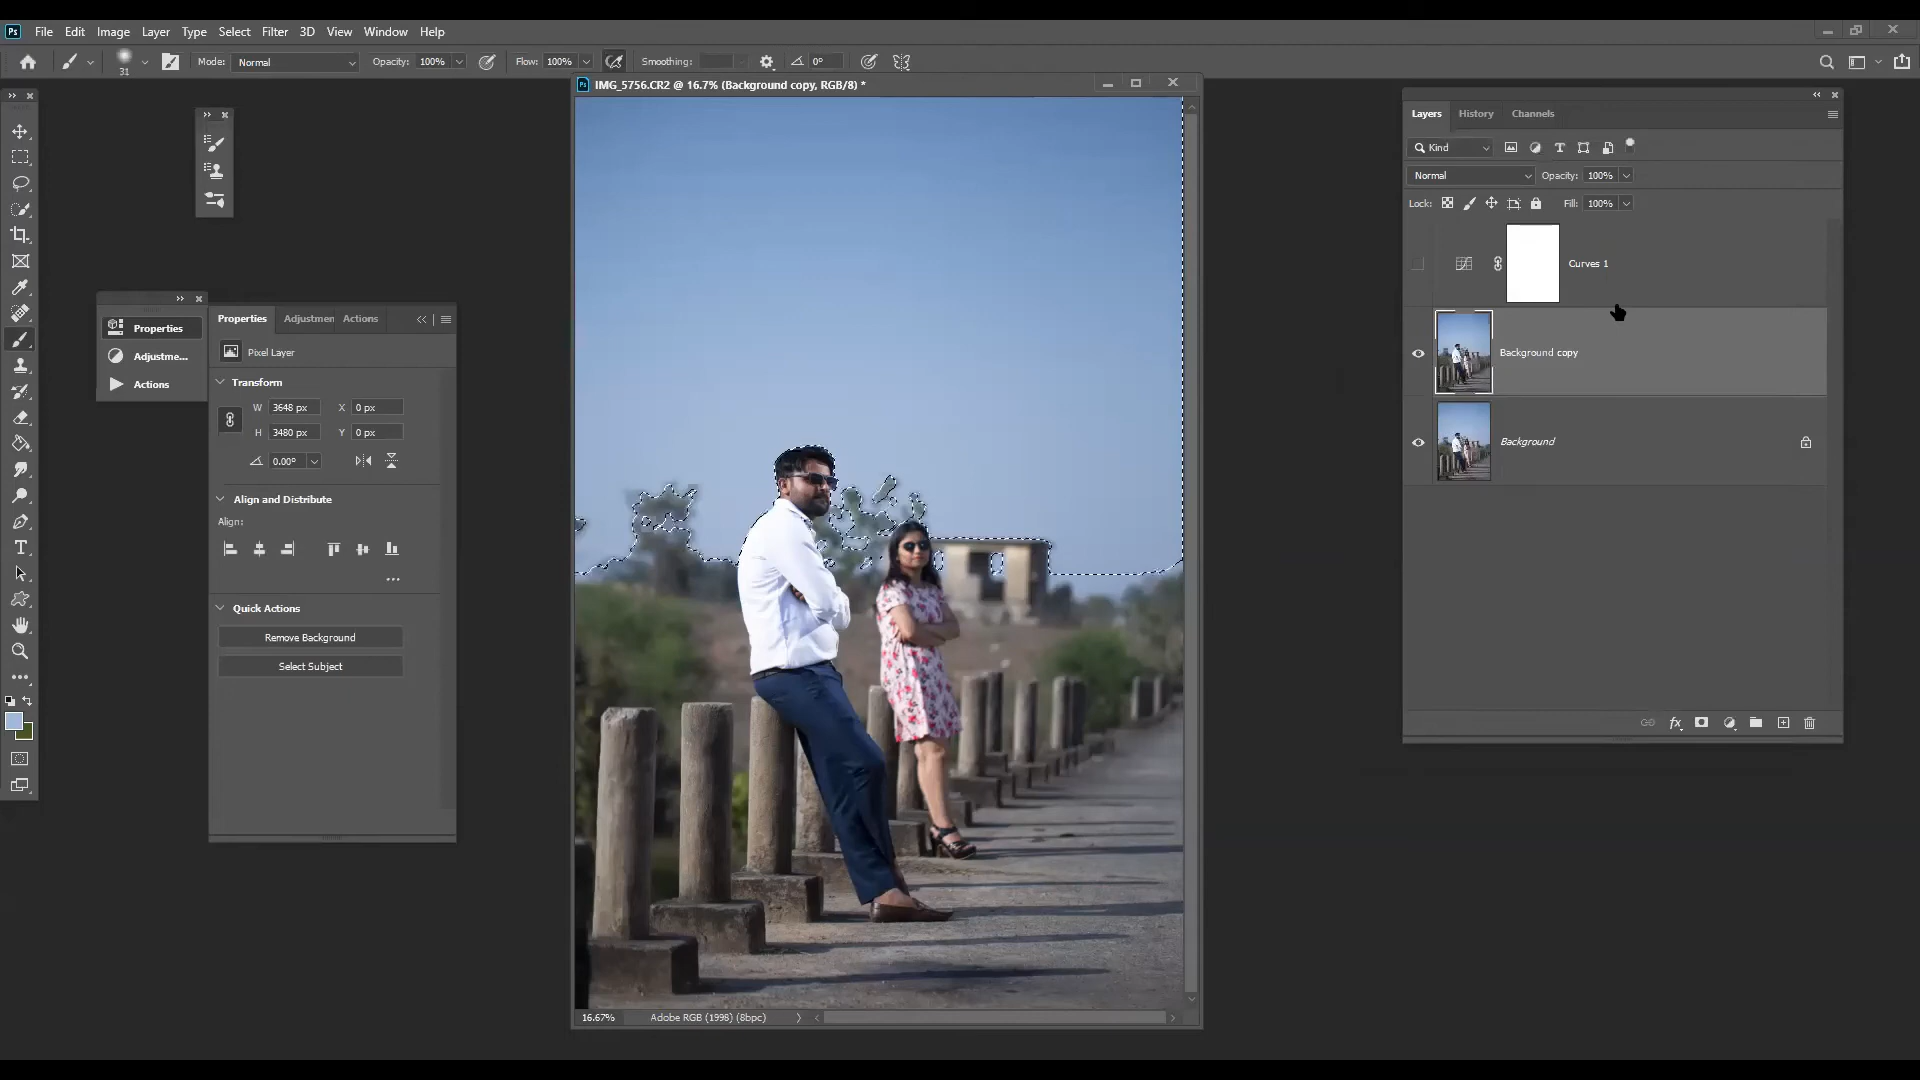 Ps File Edit Image Layer Type Select Filter 3D View Window Help
31 Mode: Normal Opacity: 100% Flow: 100% Smoothing: 0°
Ps IMG_5756.CR2 @ 16.7% (Background copy, RGB/8) *
Layers History Channels
Kind
Normal Opacity: 100%
Lock: Fill: 100%
Curves 1
Background copy
Background
Properties
Adjustme...
Actions
Properties Adjustmen Actions
Pixel Layer
Transform
W 3648 px X 0 px
H 3480 px Y 0 px
0.00°
Align and Distribute
Align:
Quick Actions
Remove Background
Select Subject
16.67% Adobe RGB (1998) (8bpc)